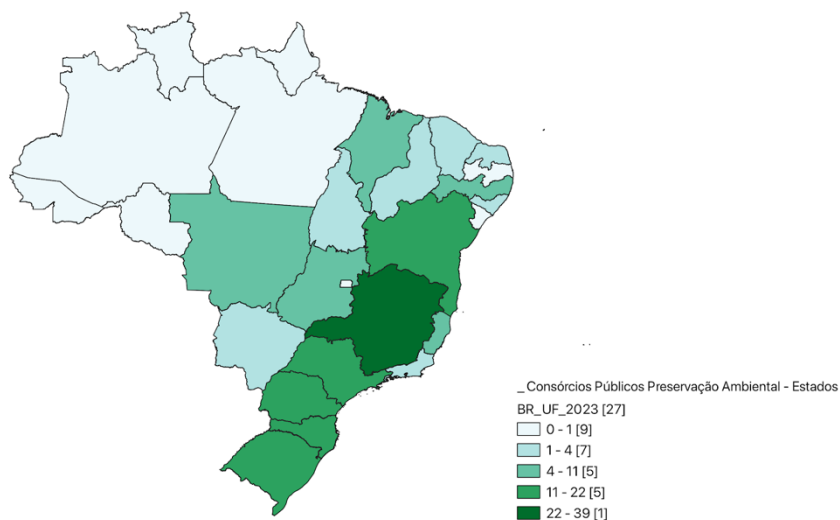 _ Consórcios Públicos Preservação Ambiental - Estados
BR_UF_2023 [27]
0 - 1 [9]
1 - 4 [7]
4 - 11 [5]
11 - 22 [5]
22 - 39 [1]